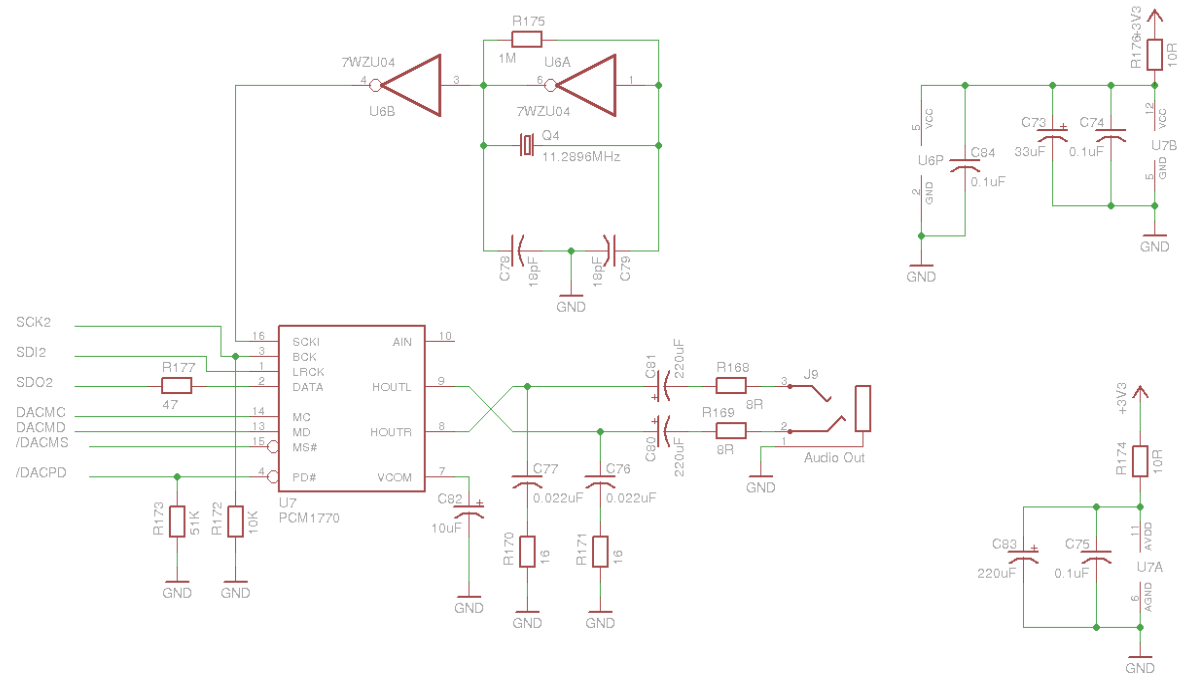 R175
1M
7WZU04
4
U6B
3
U6A
6
1
7WZU04
Q4
11.2896MHz
C78
18pF
18pF
C79
GND
+3V3
R176
10R
5
VCC
U6P
2
GND
C84
0.1uF
C73
+
33uF
C74
0.1uF
12
VCC
U7B
5
GND
GND
GND
SCK2
SDI2
SDO2
R177
47
DACMC
DACMD
/DACMS
/DACPD
16
3
1
2
14
13
15
4
SCKI
BCK
LRCK
DATA
MC
MD
MS#
PD#
AIN
HOUTL
HOUTR
VCOM
10
9
8
7
U7
PCM1770
R173
51K
R172
10K
GND
GND
C82
+
10uF
GND
C77
0.022uF
C76
0.022uF
R170
16
R171
16
GND
GND
C81
220uF
+
R168
8R
+
C80
220uF
R169
8R
3
2
1
J9
Audio Out
GND
+3V3
R174
10R
C83
+
220uF
C75
0.1uF
11
AVDD
U7A
6
AGND
GND